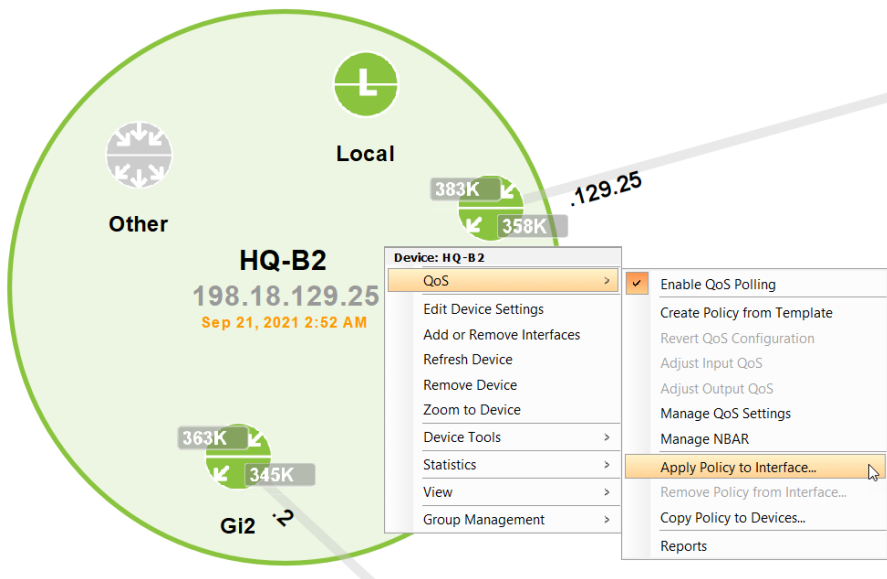 Local
Other
383K
358K
.129.25
HQ-B2
198.18.129.25
Sep 21, 2021 2:52 AM
363K
345K
Gi2
.2
Device: HQ-B2
QoS
Edit Device Settings
Add or Remove Interfaces
Refresh Device
Remove Device
Zoom to Device
Device Tools
Statistics
View
Group Management
Enable QoS Polling
Create Policy from Template
Revert QoS Configuration
Adjust Input QoS
Adjust Output QoS
Manage QoS Settings
Manage NBAR
Apply Policy to Interface...
Remove Policy from Interface...
Copy Policy to Devices...
Reports